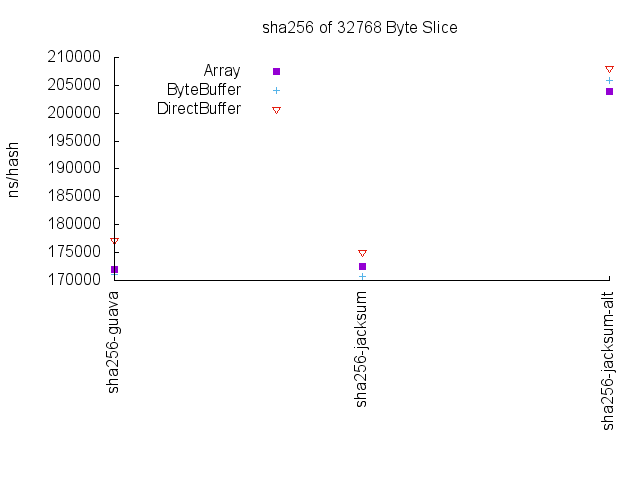 sha256 of 32768 Byte Slice
ns/hash
210000
205000
200000
195000
190000
185000
180000
175000
170000
Array
ByteBuffer
DirectBuffer
sha256-guava
sha256-jacksum
sha256-jacksum-alt